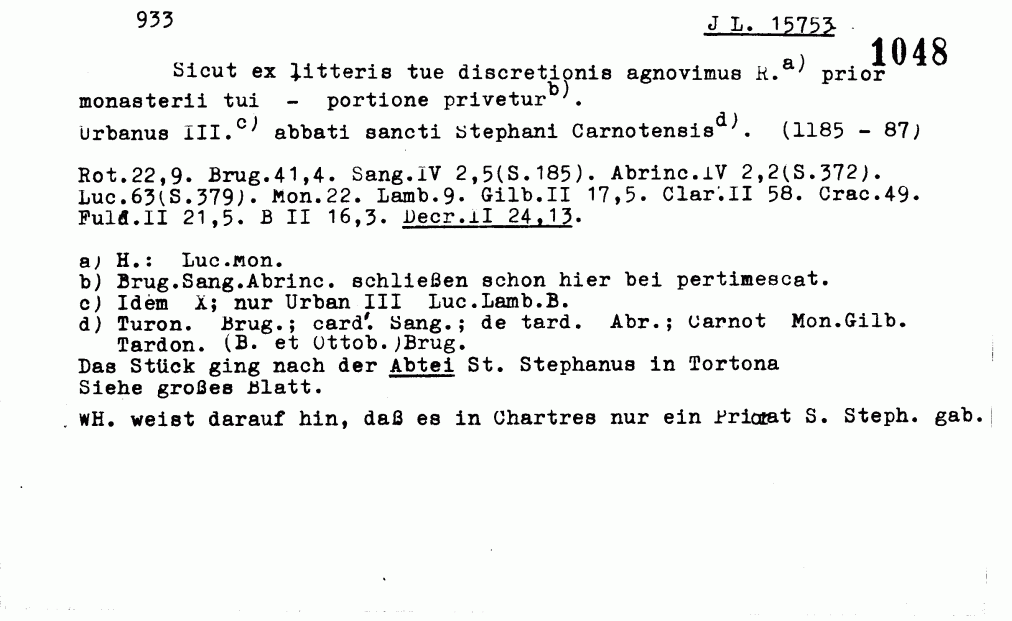 933
J L. 15753
1048
Sicut ex litteris tue discretionis agnovimus R.a) prior
monasterii tui - portione priveturb).
Urbanus III.c) abbati sancti Stephani Carnotensisd). (1185 - 87)
Rot.22,9. Brug.41,4. Sang.IV 2,5(S.185). Abrinc.IV 2,2(S.372).
Luc.63(S.379). Mon.22. Lamb.9. Gilb.II 17,5. Clar.II 58. Crac.49.
Fuld.II 21,5. B II 16,3. Decr.II 24,13.
a) H.: Luc.Mon.
b) Brug.Sang.Abrinc. schließen schon hier bei pertimescat.
c) Idem X; nur Urban III Luc.Lamb.B.
d) Turon. Brug.; card'. Sang.; de tard. Abr.; Carnot Mon.Gilb.
Tardon. (B. et Ottob.)Brug.
Das Stück ging nach der Abtei St. Stephanus in Tortona
Siehe großes Blatt.
WH. weist darauf hin, daß es in Chartres nur ein Priorat S. Steph. gab.